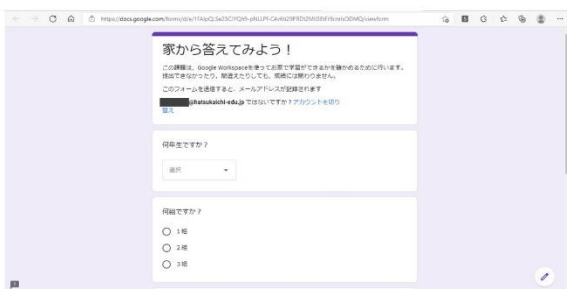 家から答えてみよう！
この課題は、Google Workspaceを使ってお家で学習ができるかを確かめるために行います。
提出できなかったり、間違えたりしても、成績には関わりません。
このフォームを送信すると、メールアドレスが記録されます
@hatsukaichi-edu.jp ではないですか？アカウントを切り
替え
何年生ですか？
選択
何組ですか？
1組
2組
3組